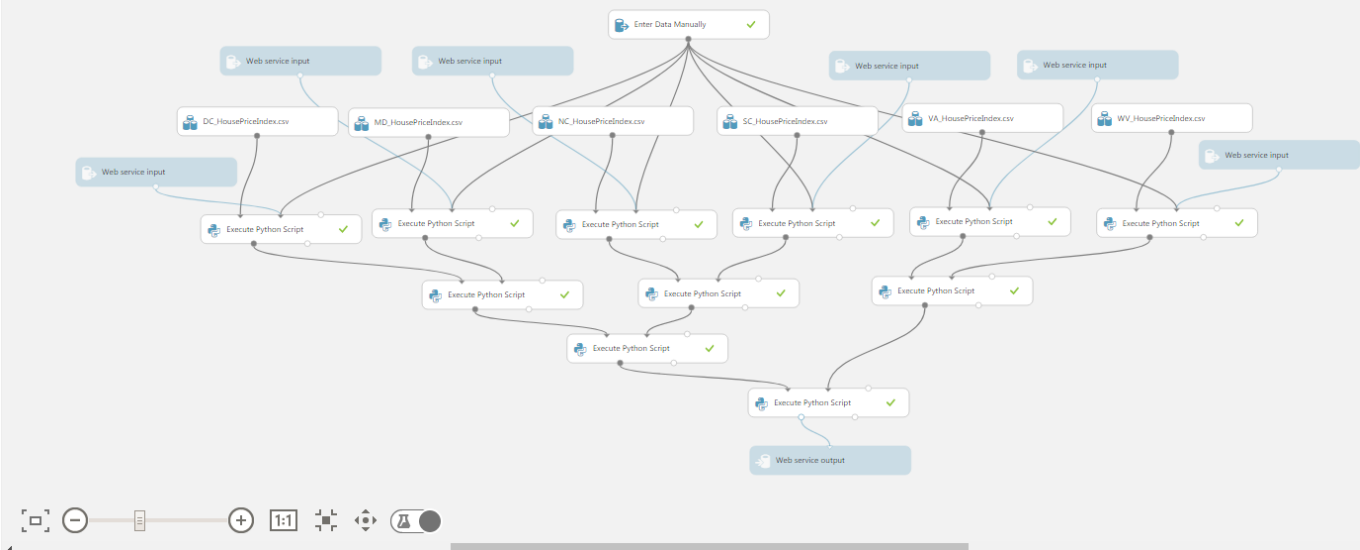 Enter Data Manually
Web service input
Web service input
Web service input
Web service input
DC_HousePriceIndex.csv
MD_HousePriceIndex.csv
NC_HousePriceIndex.csv
SC_HousePriceIndex.csv
VA_HousePriceIndex.csv
WV_HousePriceIndex.csv
Web service input
Web service input
Execute Python Script
Execute Python Script
Execute Python Script
Execute Python Script
Execute Python Script
Execute Python Script
Execute Python Script
Execute Python Script
Execute Python Script
Execute Python Script
Execute Python Script
Web service output
1:1